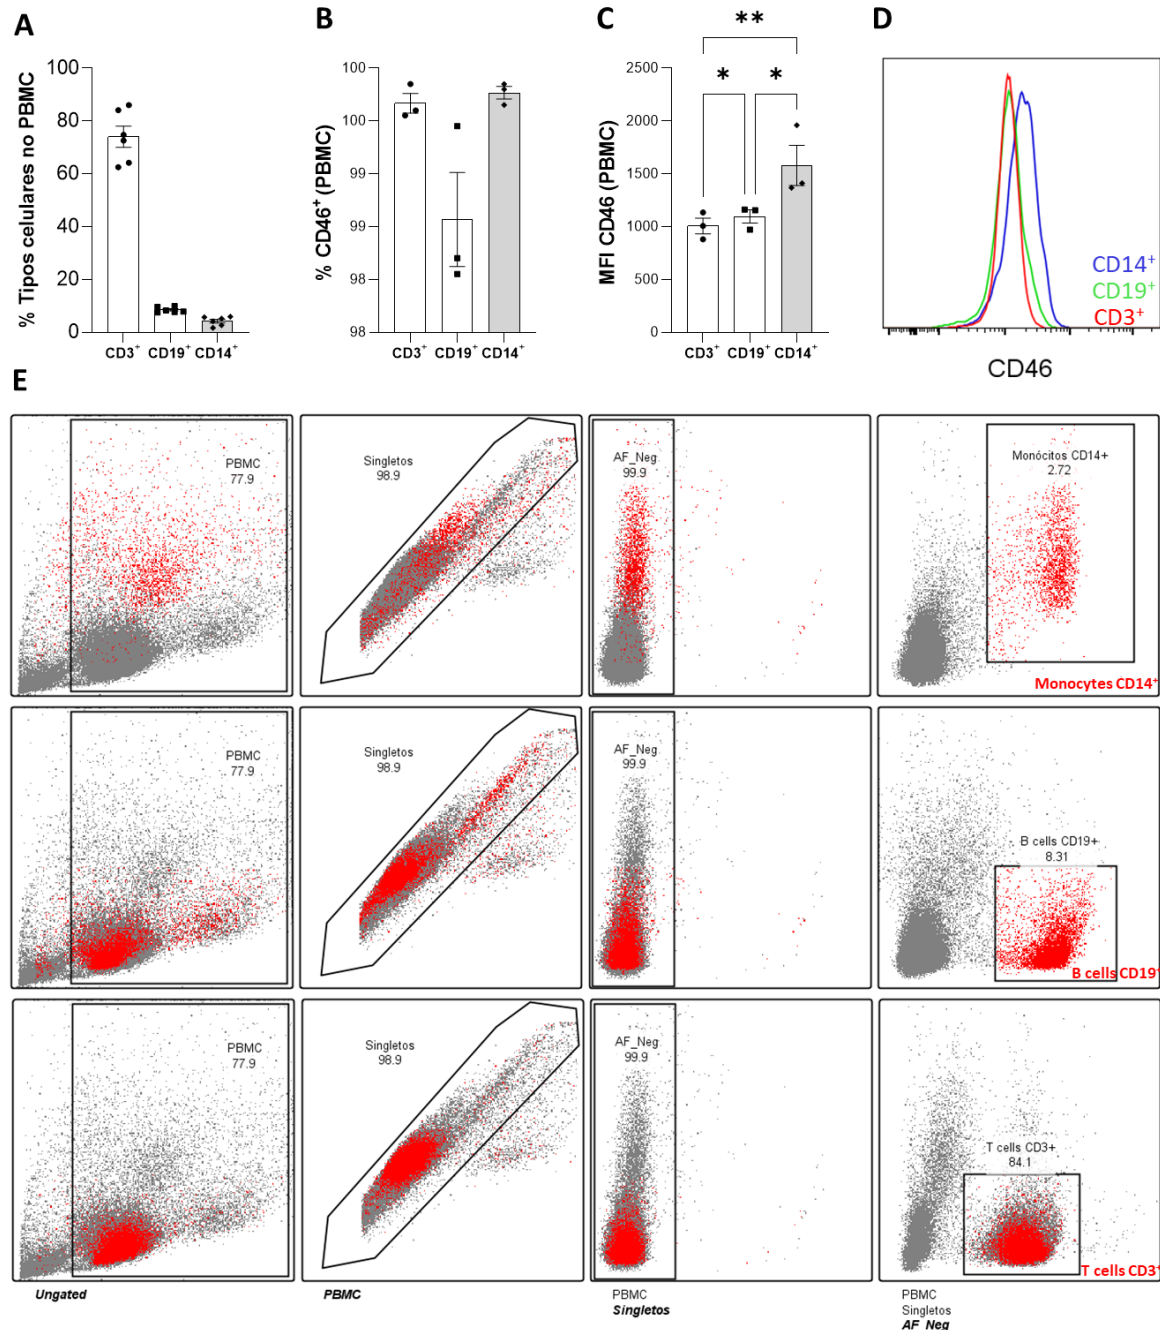 A
B
C
D
% Tipos celulares no PBMC
100
80
60
40
20
0
CD3+
CD19+
CD14+
% CD46+ (PBMC)
100
100
99
99
98
98
CD3+
CD19+
CD14+
MFI CD46 (PBMC)
2500
2000
1500
1000
500
0
**
*
*
CD3+
CD19+
CD14+
CD14+
CD19+
CD3+
CD46
E
PBMC
77.9
Singletos
98.9
AF_Neg
99.9
Monócitos CD14+
2.72
Monocytes CD14+
PBMC
77.9
Singletos
98.9
AF_Neg
99.9
B cells CD19+
8.31
B cells CD19+
PBMC
77.9
Singletos
98.9
AF_Neg
99.9
T cells CD3+
84.1
T cells CD3+
Ungated
PBMC
PBMC
Singletos
PBMC
Singletos
AF_Neg